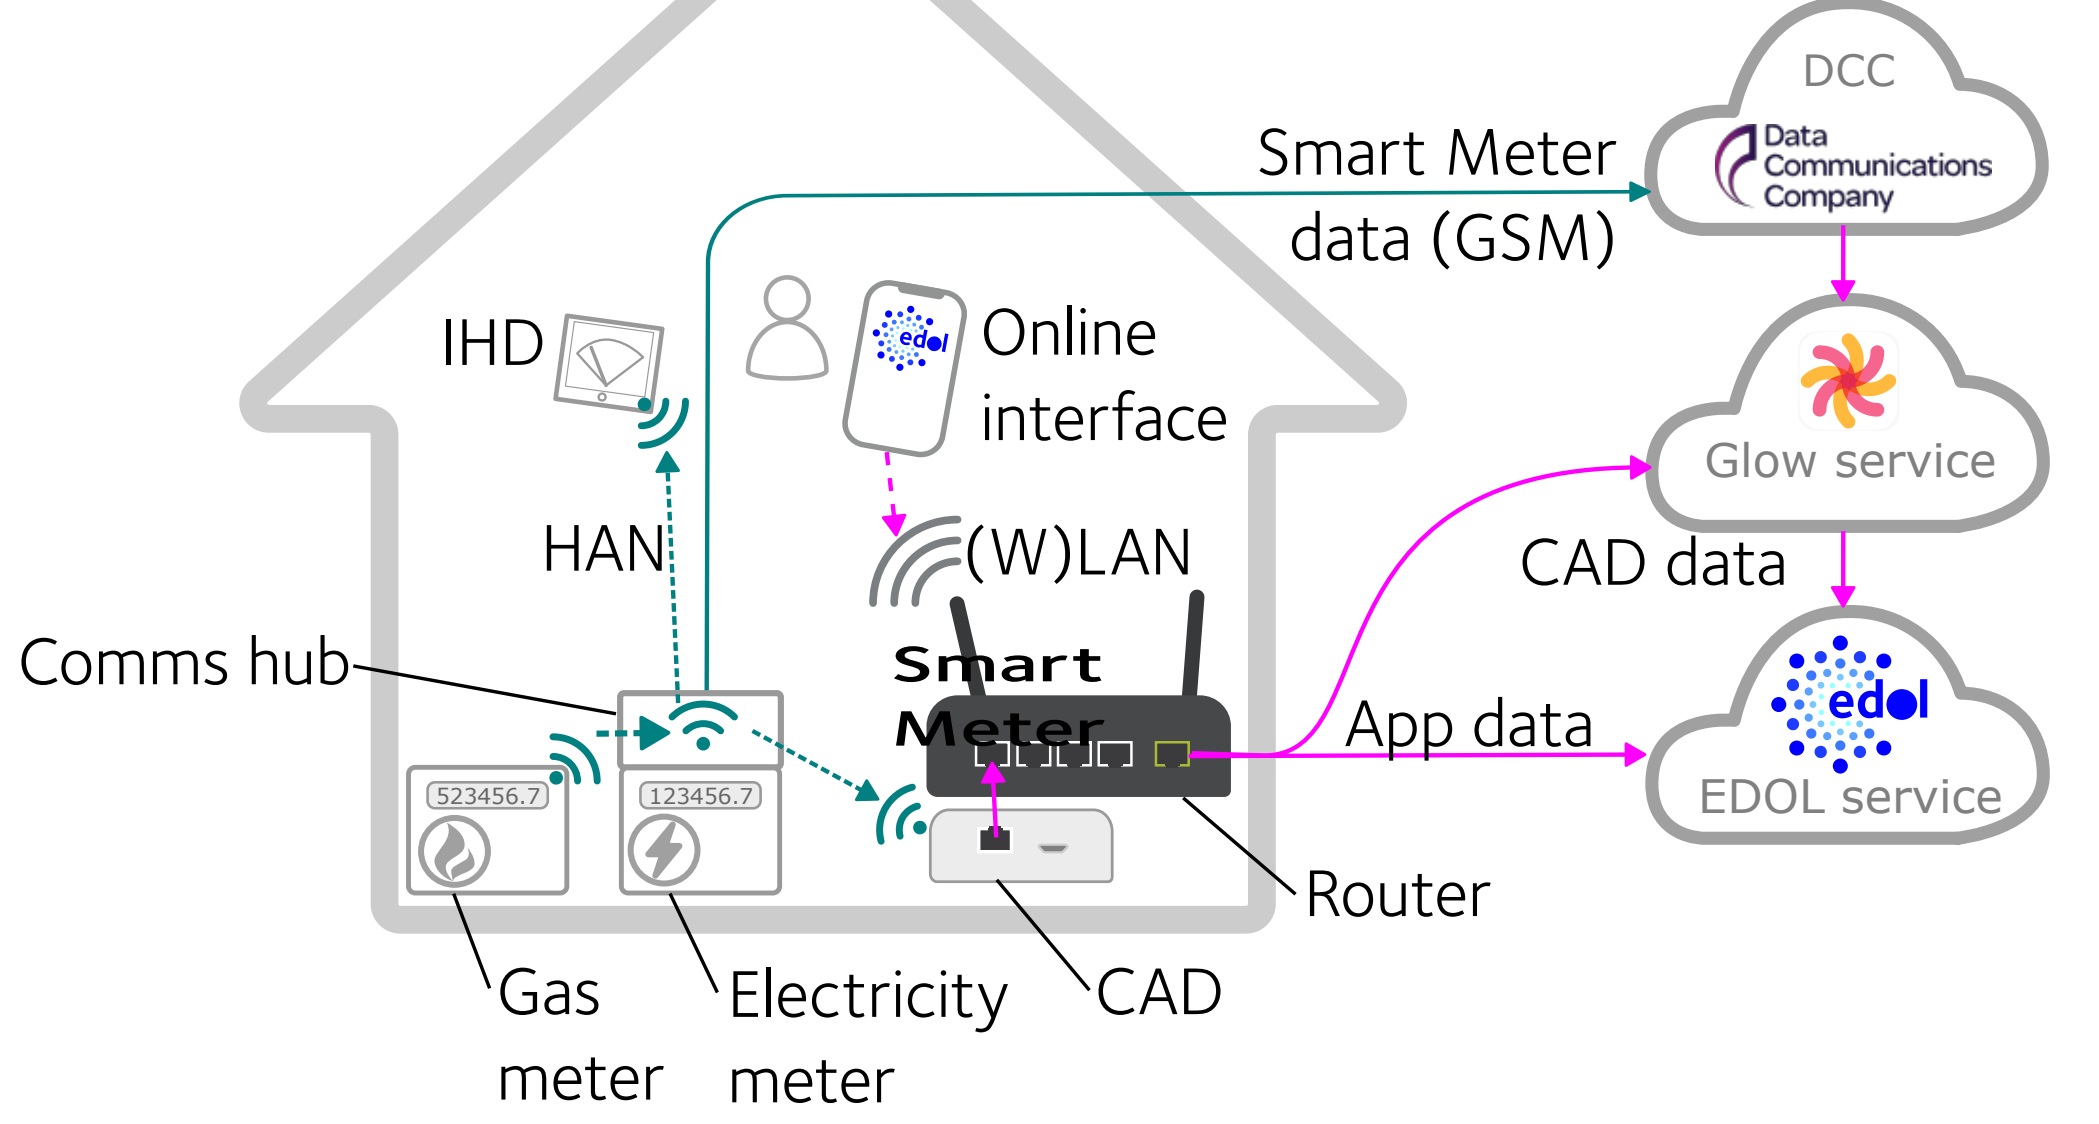 DCC
Data
Communications
Company
Smart Meter
data (GSM)
IHD
edol
Online
interface
Glow service
HAN
(W)LAN
CAD data
Comms hub
Smart
Meter
App data
edol
EDOL service
523456.7
123456.7
Router
Gas
meter
Electricity
meter
CAD